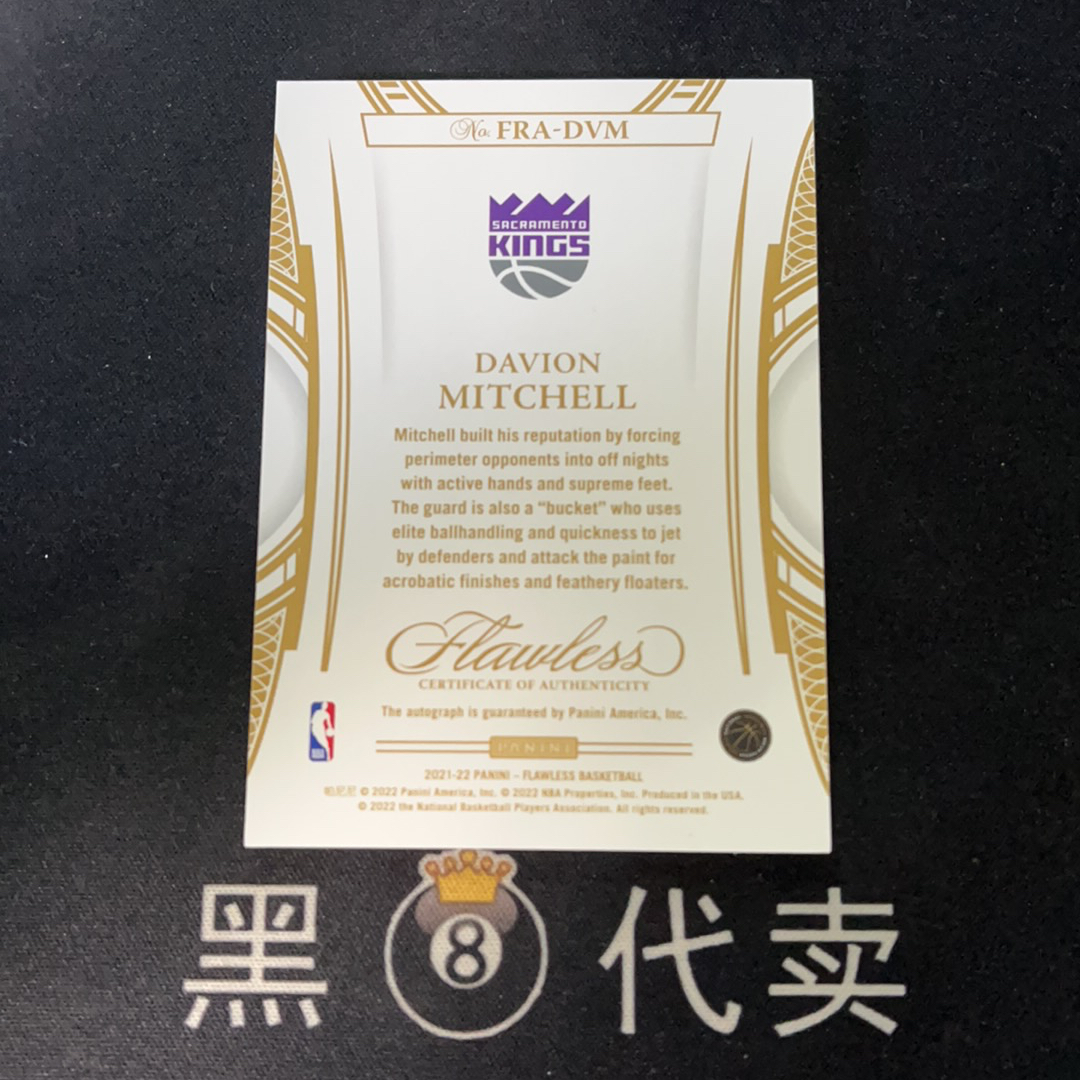 No. FRA-DVM
SACRAMENTO
KINGS
DAVION
MITCHELL
Mitchell built his reputation by forcing
perimeter opponents into off nights
with active hands and supreme feet.
The guard is also a “bucket” who uses
elite ballhandling and quickness to jet
by defenders and attack the paint for
acrobatic finishes and feathery floaters.
Flawless
CERTIFICATE OF AUTHENTICITY
The autograph is guaranteed by Panini America, Inc.
NBA
PANINI
2021-22 PANINI – FLAWLESS BASKETBALL
帕尼尼 © 2022 Panini America, Inc. © 2022 NBA Properties, Inc. Produced in the USA.
© 2022 the National Basketball Players Association. All rights reserved.
黑 8 代卖